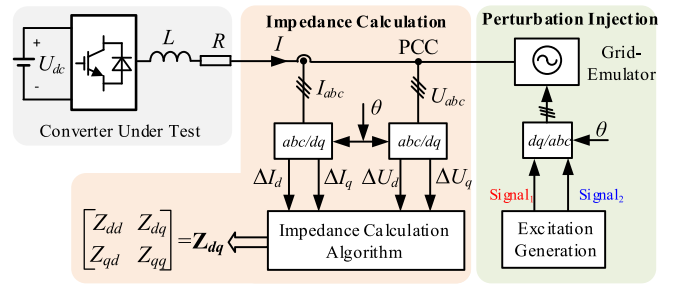 Impedance Calculation
Perturbation Injection
+
U_dc
-
L
R
I
PCC
Grid-
Emulator
Converter Under Test
I_abc
U_abc
θ
abc/dq
abc/dq
dq/abc
θ
ΔI_d
ΔI_q
ΔU_d
ΔU_q
Signal_1
Signal_2
Z_dd Z_dq
Z_qd Z_qq
= Z_dq
Impedance Calculation
Algorithm
Excitation
Generation